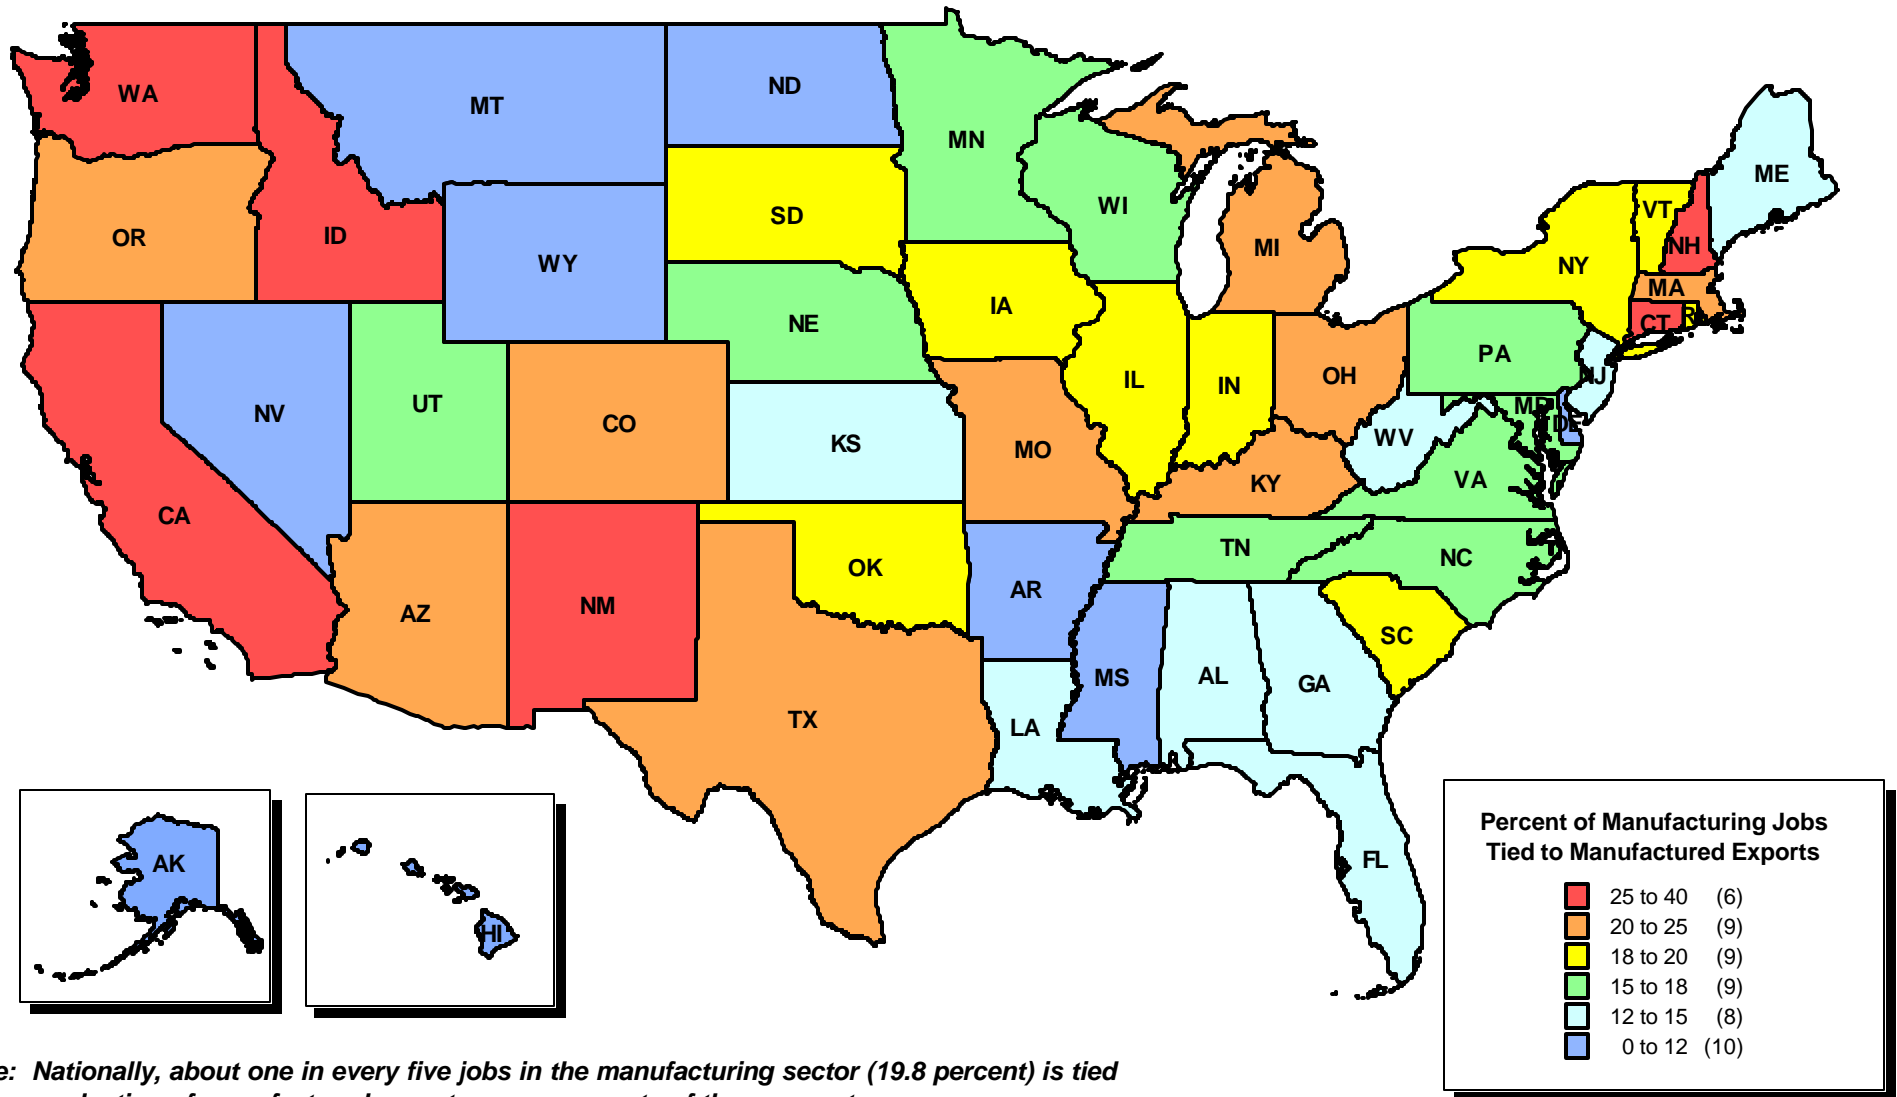 WA
MT
ND
MN
ME
OR
ID
SD
WI
MI
VT
NH
NY
WY
IA
MA
NE
CT
R
PA
NV
UT
CO
IL
IN
OH
NJ
MD
DE
KS
MO
WV
VA
KY
CA
OK
TN
NC
AZ
NM
AR
SC
MS
AL
GA
TX
LA
FL
AK
HI
Percent of Manufacturing Jobs
Tied to Manufactured Exports
25 to 40 (6)
20 to 25 (9)
18 to 20 (9)
15 to 18 (9)
12 to 15 (8)
0 to 12 (10)
e: Nationally, about one in every five jobs in the manufacturing sector (19.8 percent) is tied